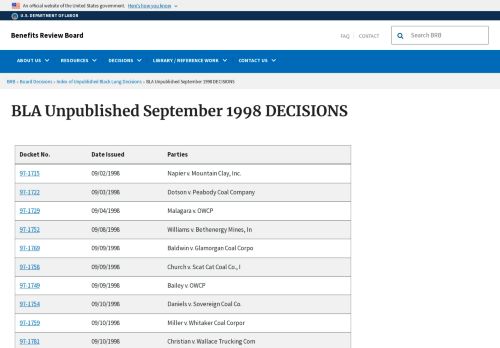 An official website of the United States government. Here's how you know
U.S. DEPARTMENT OF LABOR
Benefits Review Board
FAQ CONTACT
Search BRB
ABOUT US RESOURCES DECISIONS LIBRARY / REFERENCE WORK CONTACT US
BRB › Board Decisions › Index of Unpublished Black Lung Decisions › BLA Unpublished September 1998 DECISIONS
BLA Unpublished September 1998 DECISIONS
Docket No. Date Issued Parties
97-1715 09/02/1998 Napier v. Mountain Clay, Inc.
97-1722 09/03/1998 Dotson v. Peabody Coal Company
97-1729 09/04/1998 Malagara v. OWCP
97-1752 09/08/1998 Williams v. Bethenergy Mines, In
97-1769 09/09/1998 Baldwin v. Glamorgan Coal Corpo
97-1758 09/09/1998 Church v. Scat Cat Coal Co., I
97-1749 09/09/1998 Bailey v. OWCP
97-1754 09/10/1998 Daniels v. Sovereign Coal Co.
97-1759 09/10/1998 Miller v. Whitaker Coal Corpor
97-1781 09/10/1998 Christian v. Wallace Trucking Com